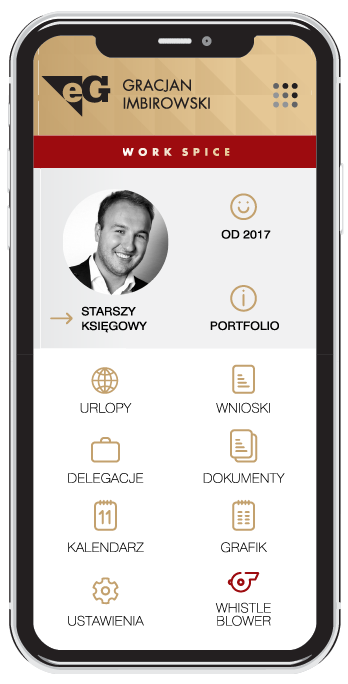 eG
GRACJAN
IMBIROWSKI
WORK SPICE
OD 2017
STARSZY
KSIĘGOWY
PORTFOLIO
URLOPY
WNIOSKI
DELEGACJE
DOKUMENTY
11
KALENDARZ
GRAFIK
USTAWIENIA
WHISTLE
BLOWER